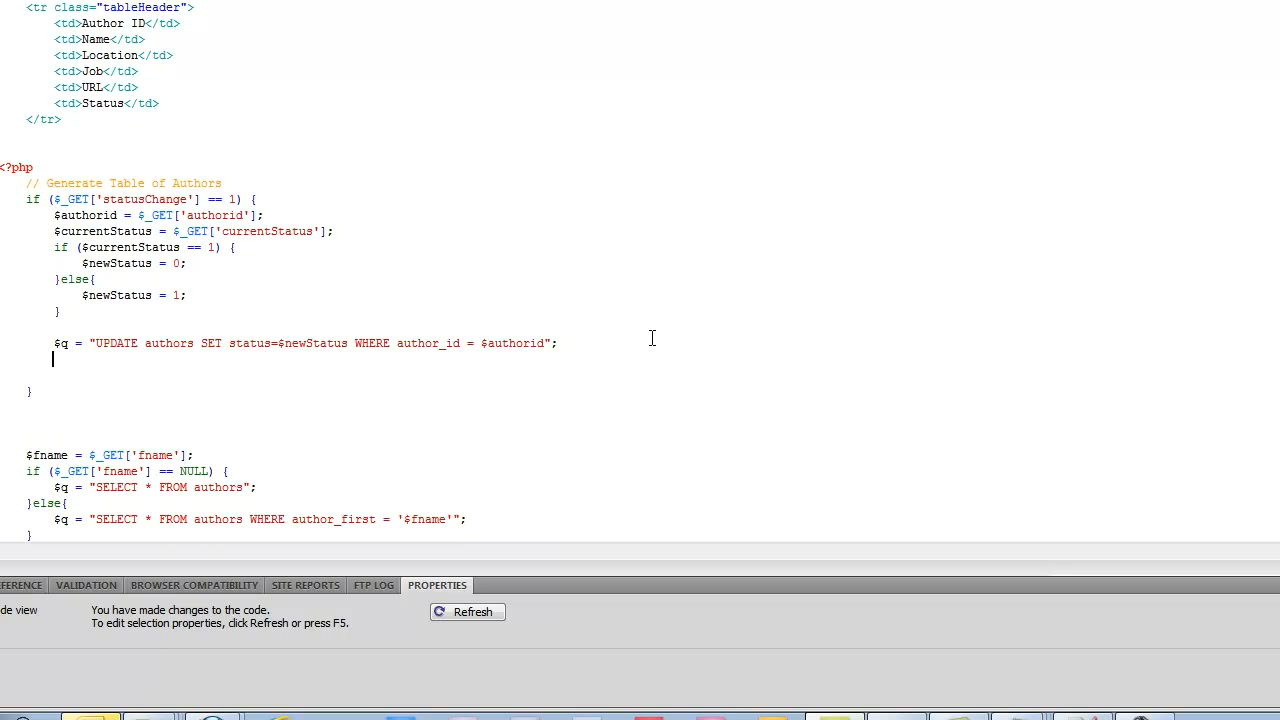 <tr class="tableHeader">
<td>Author ID</td>
<td>Name</td>
<td>Location</td>
<td>Job</td>
<td>URL</td>
<td>Status</td>
</tr>
<?php
// Generate Table of Authors
if ($_GET['statusChange'] == 1) {
$authorid = $_GET['authorid'];
$currentStatus = $_GET['currentStatus'];
if ($currentStatus == 1) {
$newStatus = 0;
}else{
$newStatus = 1;
}
$q = "UPDATE authors SET status=$newStatus WHERE author_id = $authorid";
}
$fname = $_GET['fname'];
if ($_GET['fname'] == NULL) {
$q = "SELECT * FROM authors";
}else{
$q = "SELECT * FROM authors WHERE author_first = '$fname'";
}
EFERENCE VALIDATION BROWSER COMPATIBILITY SITE REPORTS FTP LOG PROPERTIES
de view You have made changes to the code. Refresh
To edit selection properties, click Refresh or press F5.